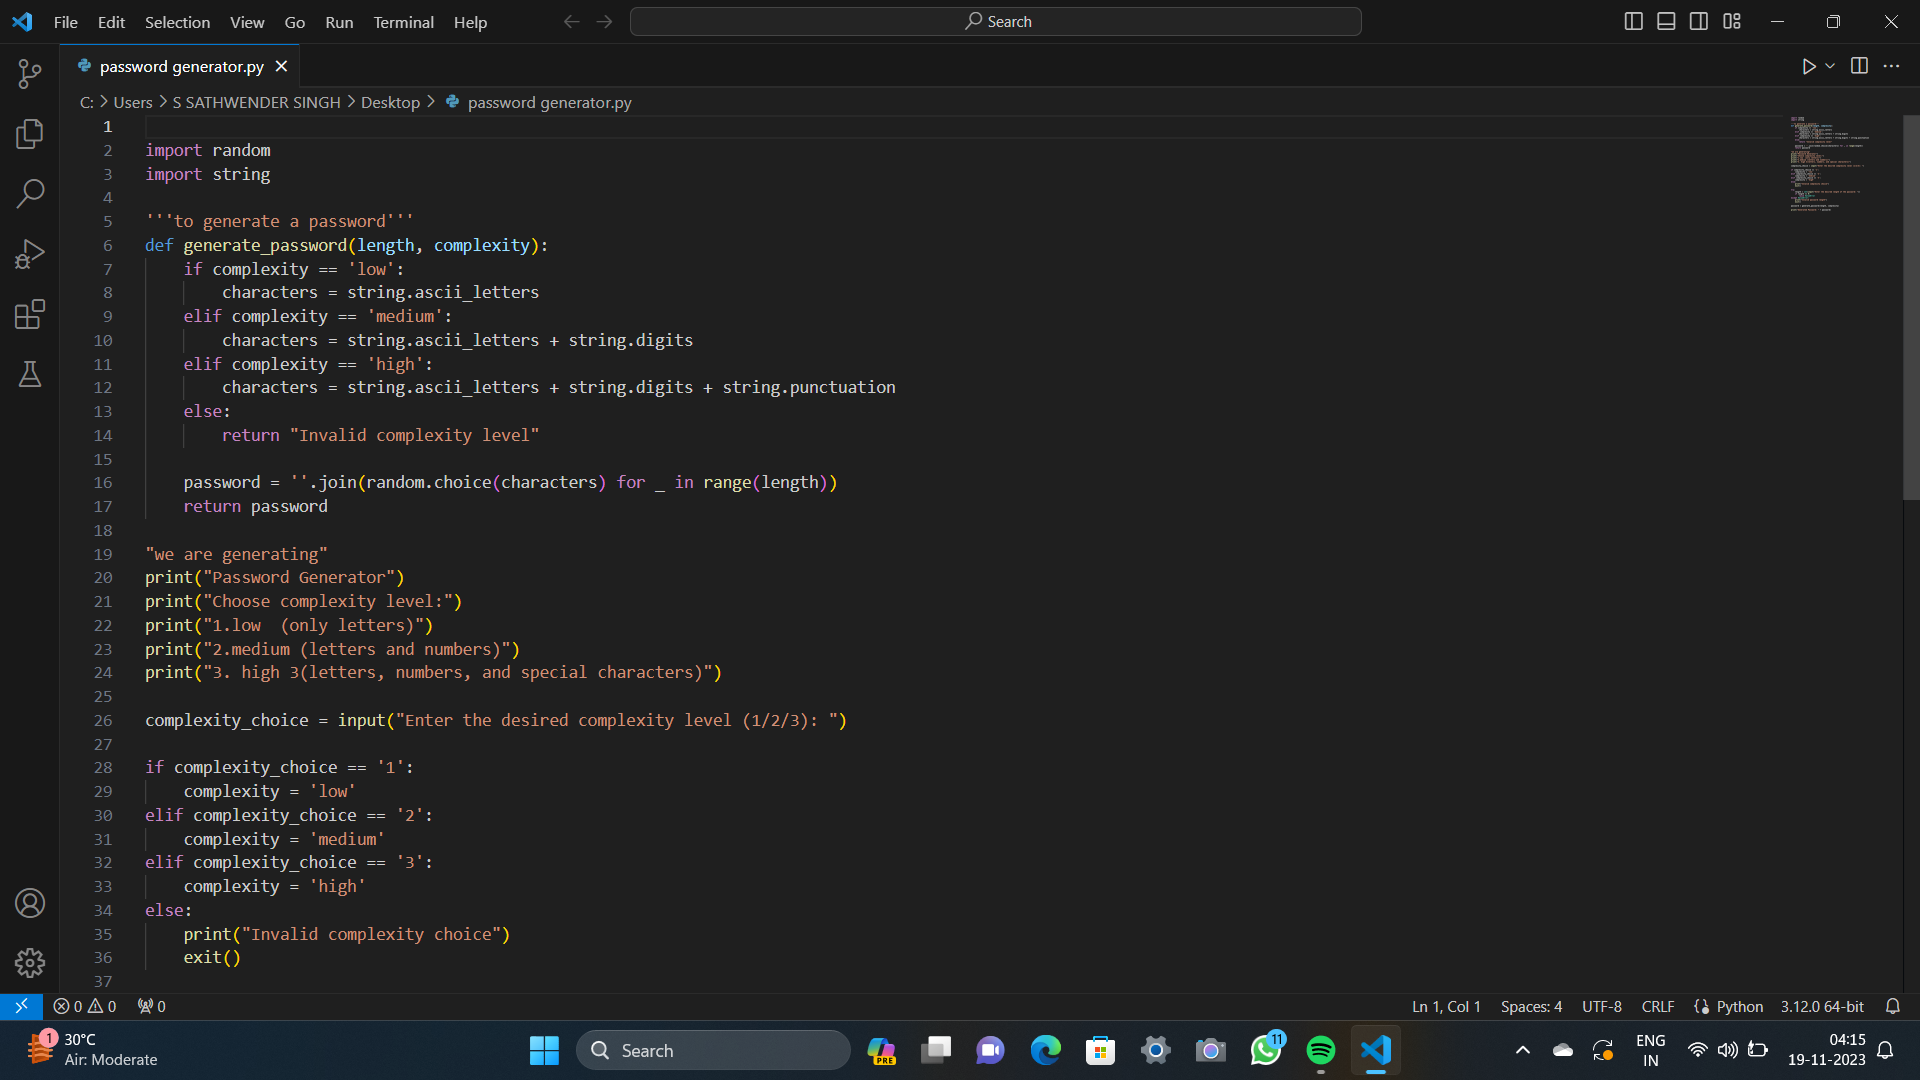 File Edit Selection View Go Run Terminal Help Search
password generator.py
C: > Users > S SATHWENDER SINGH > Desktop > password generator.py
1
2 import random
3 import string
4
5 '''to generate a password'''
6 def generate_password(length, complexity):
7     if complexity == 'low':
8         characters = string.ascii_letters
9     elif complexity == 'medium':
10         characters = string.ascii_letters + string.digits
11     elif complexity == 'high':
12         characters = string.ascii_letters + string.digits + string.punctuation
13     else:
14         return "Invalid complexity level"
15
16     password = ''.join(random.choice(characters) for _ in range(length))
17     return password
18
19 "we are generating"
20 print("Password Generator")
21 print("Choose complexity level:")
22 print("1.low  (only letters)")
23 print("2.medium (letters and numbers)")
24 print("3. high 3(letters, numbers, and special characters)")
25
26 complexity_choice = input("Enter the desired complexity level (1/2/3): ")
27
28 if complexity_choice == '1':
29     complexity = 'low'
30 elif complexity_choice == '2':
31     complexity = 'medium'
32 elif complexity_choice == '3':
33     complexity = 'high'
34 else:
35     print("Invalid complexity choice")
36     exit()
37
0 0 0 Ln 1, Col 1 Spaces: 4 UTF-8 CRLF {} Python 3.12.0 64-bit
1 30°C
Air: Moderate
Search
PRE
11
ENG
IN
04:15
19-11-2023